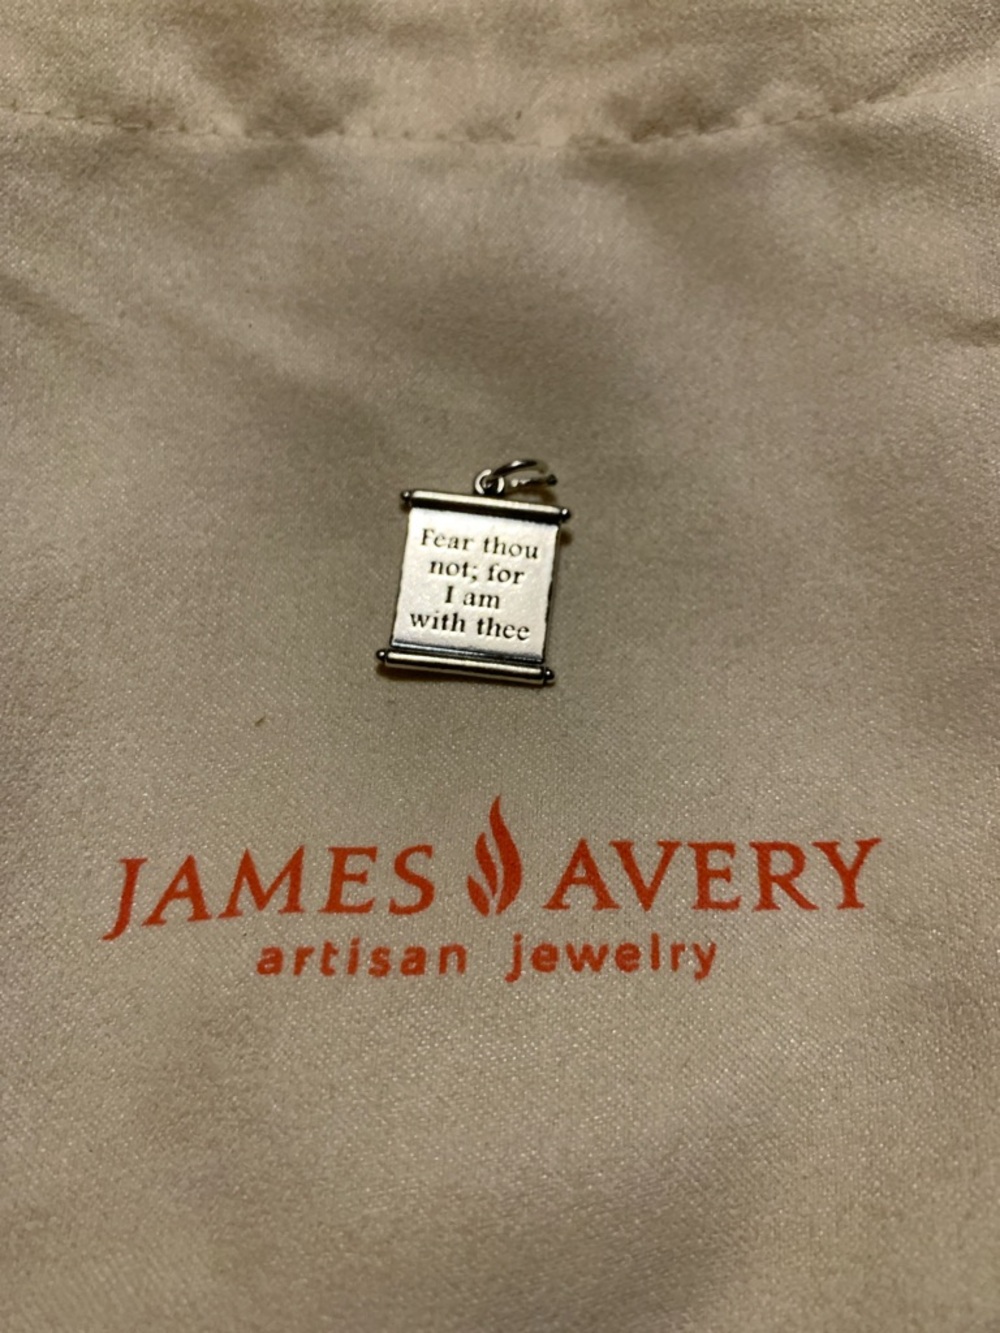 Fear thou
not; for
I am
with thee
JAMES AVERY
artisan jewelry